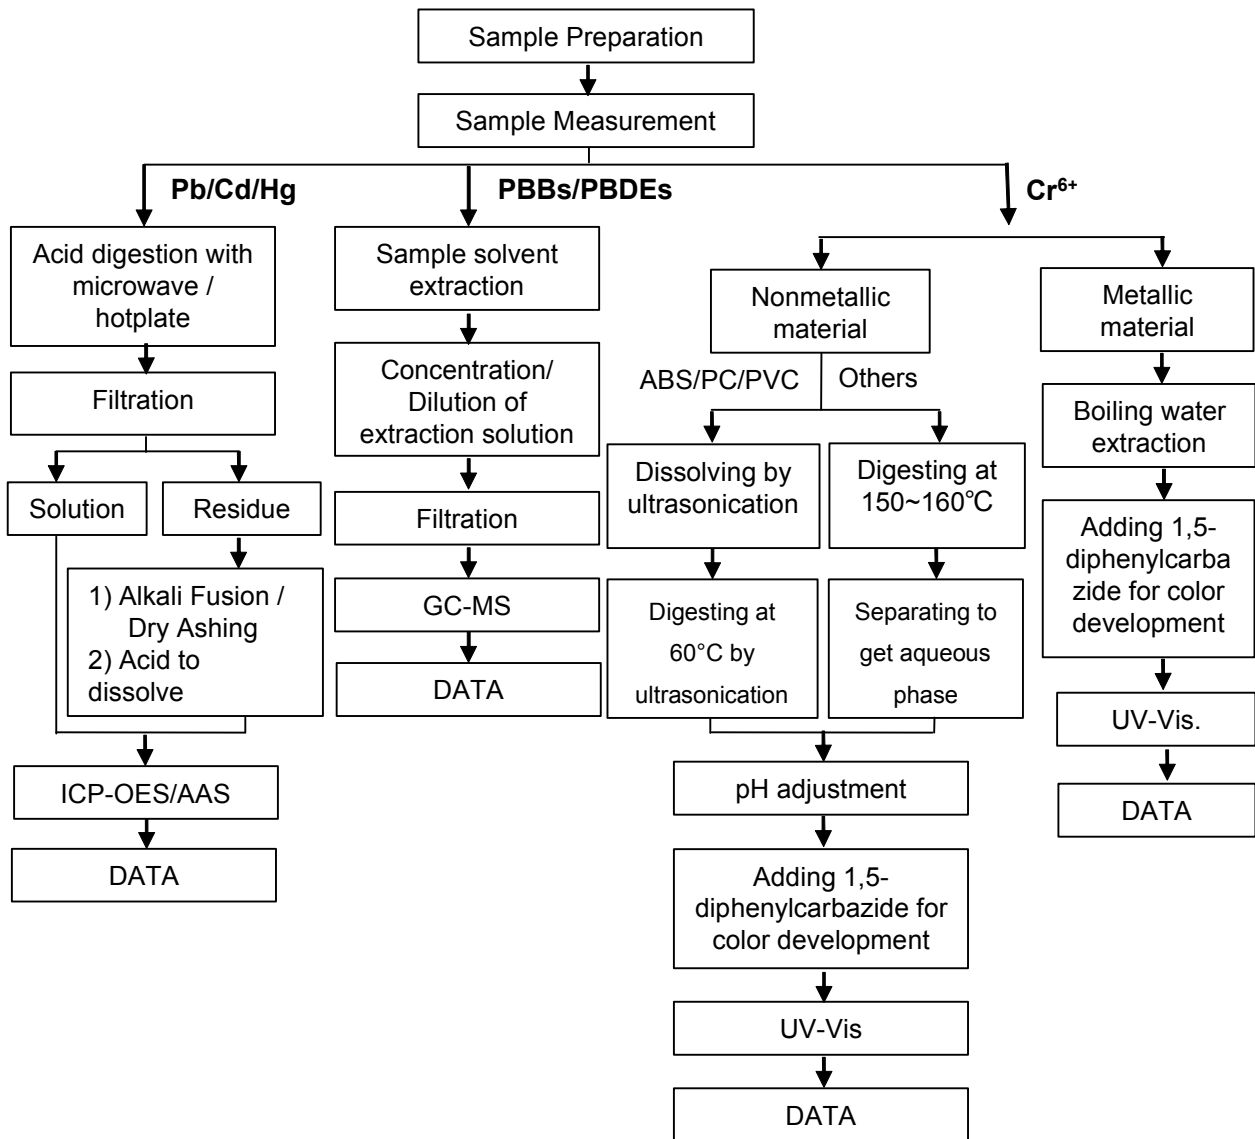 Sample Preparation
Sample Measurement
Pb/Cd/Hg
PBBs/PBDEs
Cr⁶⁺
Acid digestion with
microwave /
hotplate
Filtration
Solution
Residue
1) Alkali Fusion /
Dry Ashing
2) Acid to
dissolve
ICP-OES/AAS
DATA
Sample solvent
extraction
Concentration/
Dilution of
extraction solution
Filtration
GC-MS
DATA
Nonmetallic
material
ABS/PC/PVC
Others
Dissolving by
ultrasonication
Digesting at
60°C by
ultrasonication
Digesting at
150~160℃
Separating to
get aqueous
phase
pH adjustment
Adding 1,5-
diphenylcarbazide for
color development
UV-Vis
DATA
Metallic
material
Boiling water
extraction
Adding 1,5-
diphenylcarba
zide for color
development
UV-Vis.
DATA